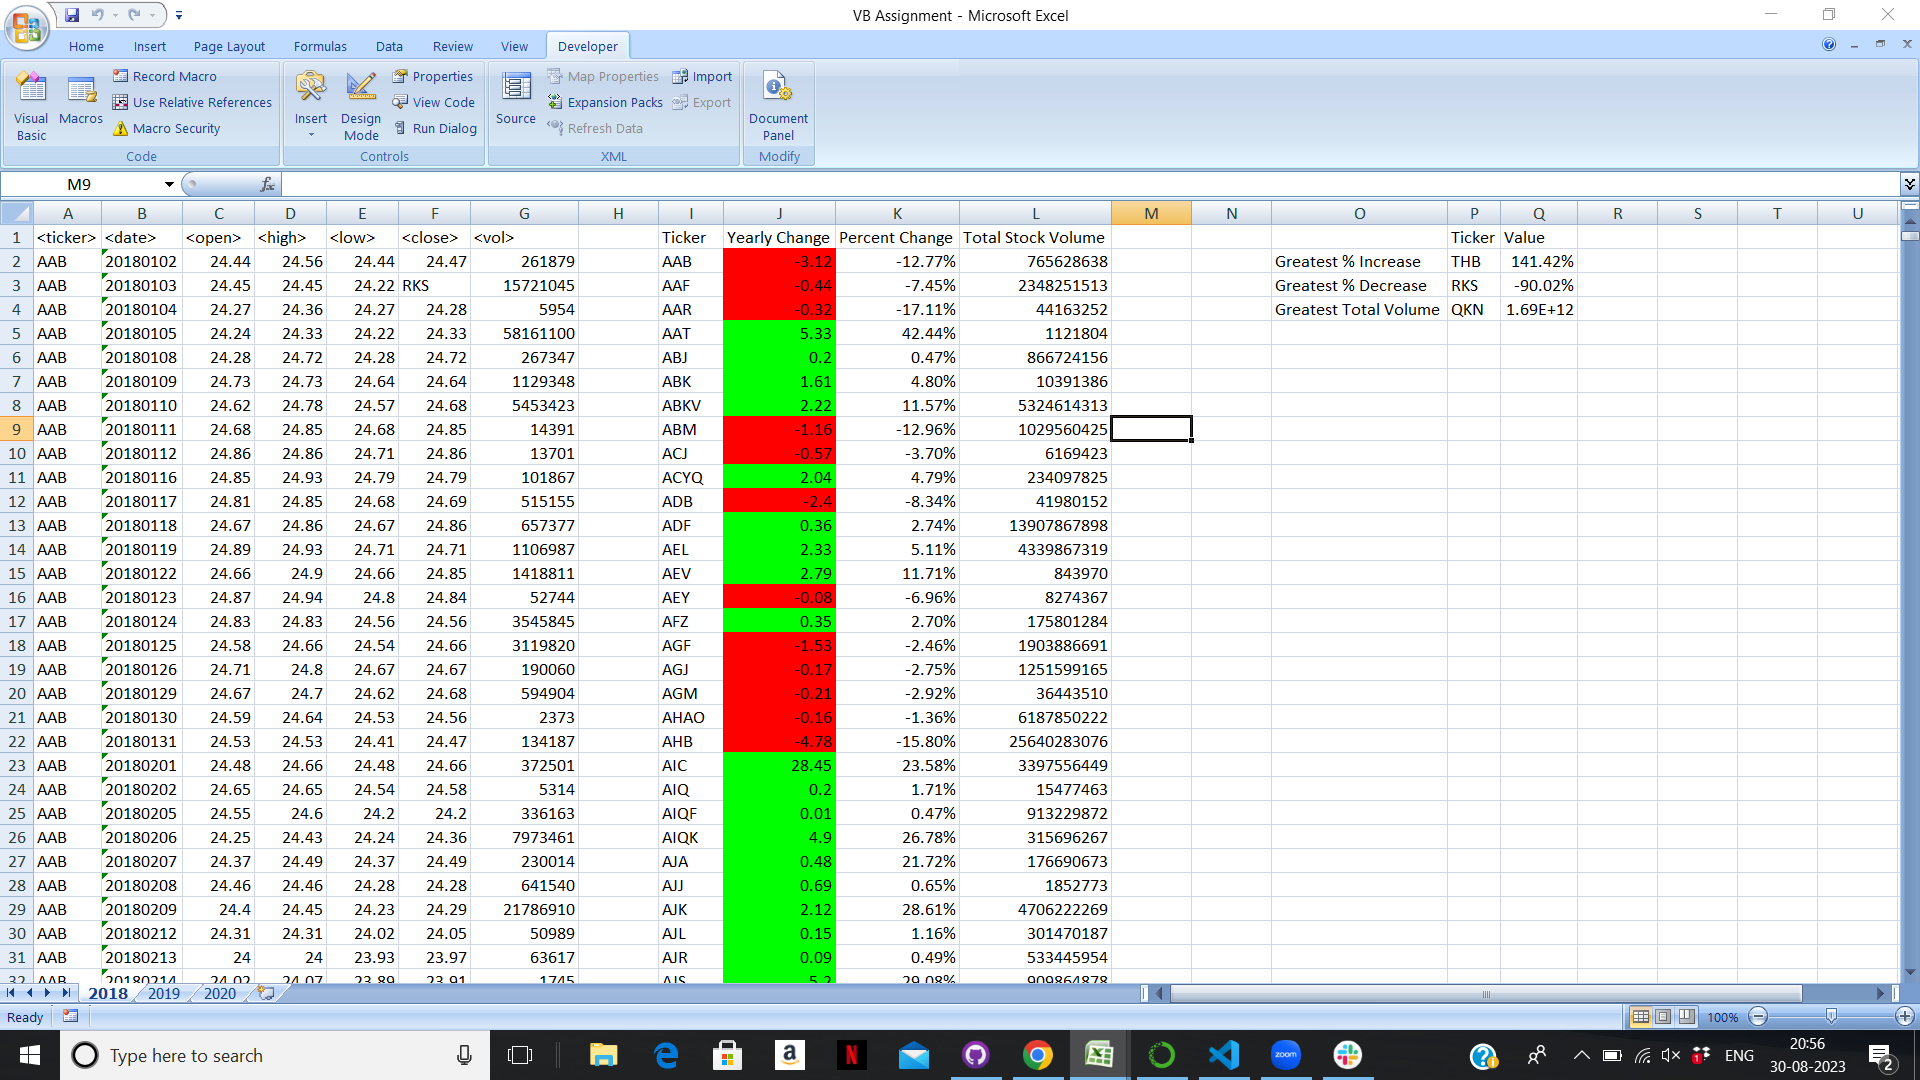 VB Assignment - Microsoft Excel
Home Insert Page Layout Formulas Data Review View Developer
Visual Basic Macros Record Macro Use Relative References Macro Security
Code
Insert Design Mode Properties View Code Run Dialog
Controls
Source Map Properties Expansion Packs Refresh Data Import Export
XML
Document Panel
Modify
M9 fx
A B C D E F G H I J K L M N O P Q R S T U
1 <ticker> <date> <open> <high> <low> <close> <vol> Ticker Yearly Change Percent Change Total Stock Volume Ticker Value
2 AAB 20180102 24.44 24.56 24.44 24.47 261879 AAB -3.12 -12.77% 765628638 Greatest % Increase THB 141.42%
3 AAB 20180103 24.45 24.45 24.22 RKS 15721045 AAF -0.44 -7.45% 2348251513 Greatest % Decrease RKS -90.02%
4 AAB 20180104 24.27 24.36 24.27 24.28 5954 AAR -0.32 -17.11% 44163252 Greatest Total Volume QKN 1.69E+12
5 AAB 20180105 24.24 24.33 24.22 24.33 58161100 AAT 5.33 42.44% 1121804
6 AAB 20180108 24.28 24.72 24.28 24.72 267347 ABJ 0.2 0.47% 866724156
7 AAB 20180109 24.73 24.73 24.64 24.64 1129348 ABK 1.61 4.80% 10391386
8 AAB 20180110 24.62 24.78 24.57 24.68 5453423 ABKV 2.22 11.57% 5324614313
9 AAB 20180111 24.68 24.85 24.68 24.85 14391 ABM -1.16 -12.96% 1029560425
10 AAB 20180112 24.86 24.86 24.71 24.86 13701 ACJ -0.57 -3.70% 6169423
11 AAB 20180116 24.85 24.93 24.79 24.79 101867 ACYQ 2.04 4.79% 234097825
12 AAB 20180117 24.81 24.85 24.68 24.69 515155 ADB -2.4 -8.34% 41980152
13 AAB 20180118 24.67 24.86 24.67 24.86 657377 ADF 0.36 2.74% 13907867898
14 AAB 20180119 24.89 24.93 24.71 24.71 1106987 AEL 2.33 5.11% 4339867319
15 AAB 20180122 24.66 24.9 24.66 24.85 1418811 AEV 2.79 11.71% 843970
16 AAB 20180123 24.87 24.94 24.8 24.84 52744 AEY -0.08 -6.96% 8274367
17 AAB 20180124 24.83 24.83 24.56 24.56 3545845 AFZ 0.35 2.70% 175801284
18 AAB 20180125 24.58 24.66 24.54 24.66 3119820 AGF -1.53 -2.46% 1903886691
19 AAB 20180126 24.71 24.8 24.67 24.67 190060 AGJ -0.17 -2.75% 1251599165
20 AAB 20180129 24.67 24.7 24.62 24.68 594904 AGM -0.21 -2.92% 36443510
21 AAB 20180130 24.59 24.64 24.53 24.56 2373 AHAO -0.16 -1.36% 6187850222
22 AAB 20180131 24.53 24.53 24.41 24.47 134187 AHB -4.78 -15.80% 25640283076
23 AAB 20180201 24.48 24.66 24.48 24.66 372501 AIC 28.45 23.58% 3397556449
24 AAB 20180202 24.65 24.65 24.54 24.58 5314 AIQ 0.2 1.71% 15477463
25 AAB 20180205 24.55 24.6 24.2 24.2 336163 AIQF 0.01 0.47% 913229872
26 AAB 20180206 24.25 24.43 24.24 24.36 7973461 AIQK 4.9 26.78% 315696267
27 AAB 20180207 24.37 24.49 24.37 24.49 230014 AJA 0.48 21.72% 176690673
28 AAB 20180208 24.46 24.46 24.28 24.28 641540 AJJ 0.69 0.65% 1852773
29 AAB 20180209 24.4 24.45 24.23 24.29 21786910 AJK 2.12 28.61% 4706222269
30 AAB 20180212 24.31 24.31 24.02 24.05 50989 AJL 0.15 1.16% 301470187
31 AAB 20180213 24 24 23.93 23.97 63617 AJR 0.09 0.49% 533445954
32 AAB 20180214 24.02 24.07 23.89 23.91 1745 AJS 5.2 29.08% 909864878
2018 2019 2020
Ready 100%
Type here to search
a N zoom
ENG 20:56
30-08-2023
2